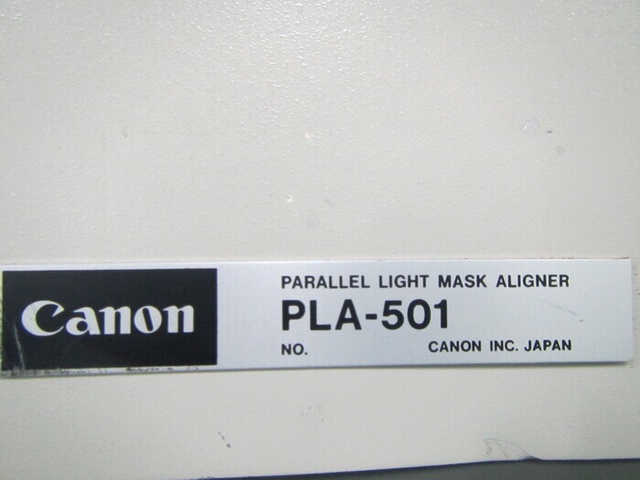 Canon
PARALLEL LIGHT MASK ALIGNER
PLA-501
NO.
CANON INC. JAPAN